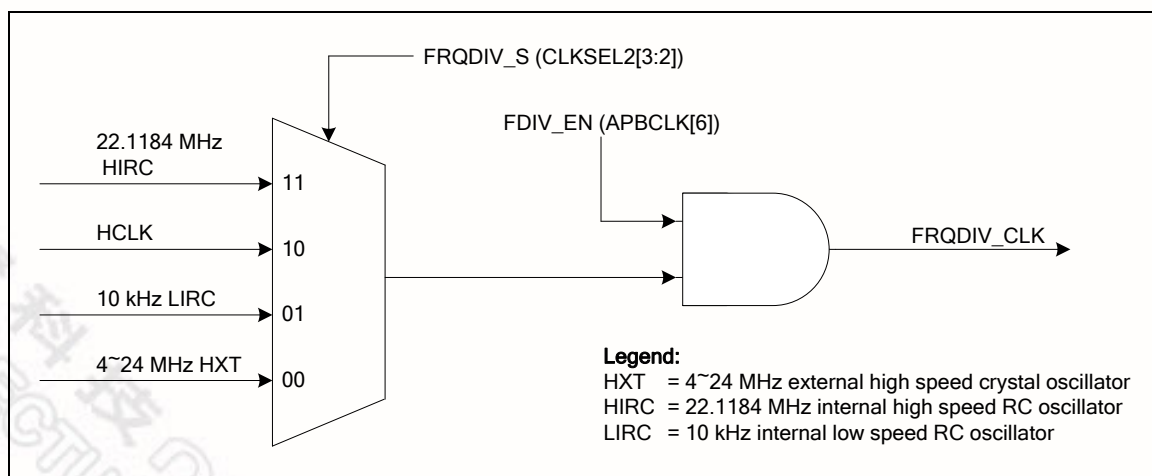 FRQDIV_S (CLKSEL2[3:2])
FDIV_EN (APBCLK[6])
22.1184 MHz
HIRC
11
HCLK
10
FRQDIV_CLK
10 kHz LIRC
01
4~24 MHz HXT
00
Legend:
HXT = 4~24 MHz external high speed crystal oscillator
HIRC = 22.1184 MHz internal high speed RC oscillator
LIRC = 10 kHz internal low speed RC oscillator
科技